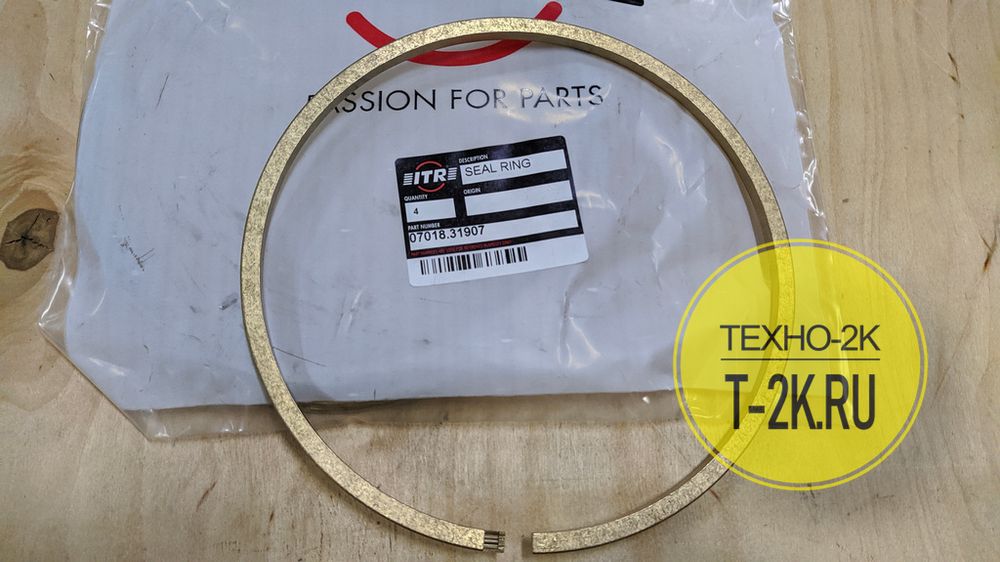 PASSION FOR PARTS
ITR
DESCRIPTION
SEAL RING
QUANTITY
4
ORIGIN
PART NUMBER
07018.31907
ТЕХНО-2К
T-2K.RU